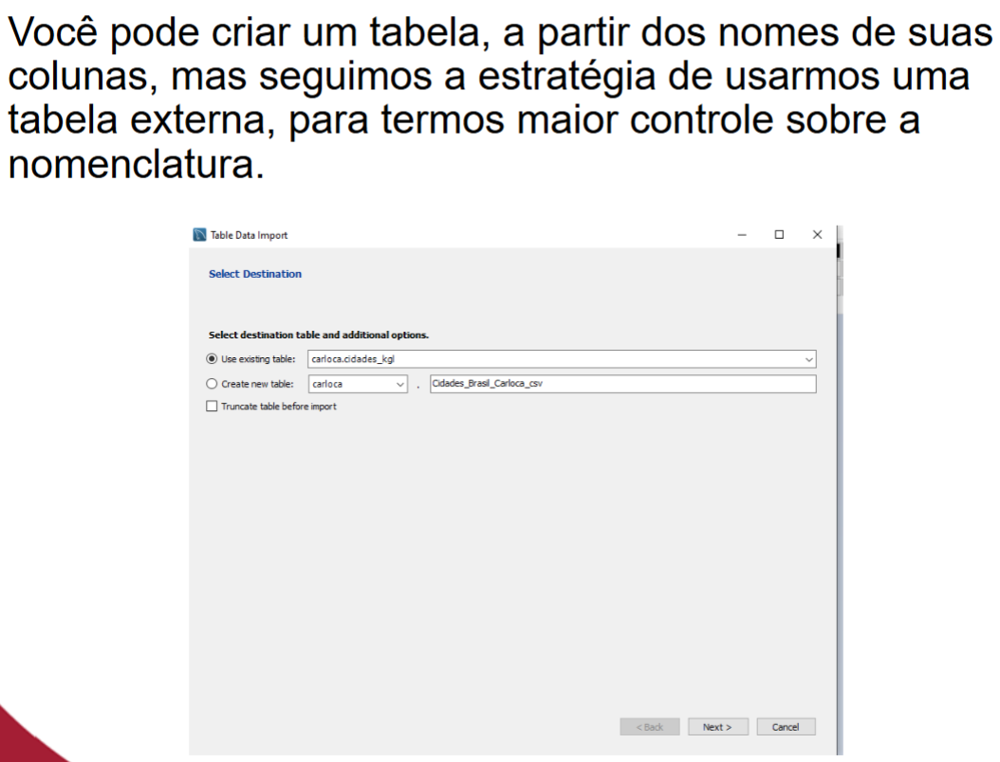 Você pode criar um tabela, a partir dos nomes de suas
colunas, mas seguimos a estratégia de usarmos uma
tabela externa, para termos maior controle sobre a
nomenclatura.
Table Data Import
Select Destination
Select destination table and additional options.
Use existing table: carloca.cidades_kgl
Create new table: carloca . Cidades_Brasil_Carloca_csv
Truncate table before import
< Back Next > Cancel